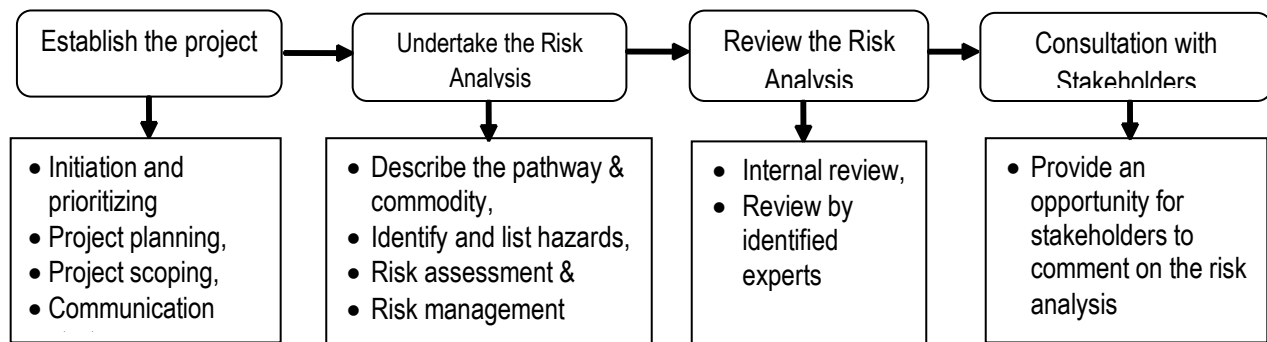 Establish the project
Undertake the Risk
Analysis
Review the Risk
Analysis
Consultation with
Stakeholders
• Initiation and
prioritizing
• Project planning,
• Project scoping,
• Communication
• Describe the pathway &
commodity,
• Identify and list hazards,
• Risk assessment &
• Risk management
• Internal review,
• Review by
identified
experts
• Provide an
opportunity for
stakeholders to
comment on the risk
analysis